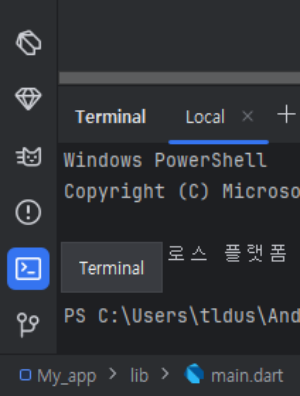 Terminal Local
Windows PowerShell
Copyright (C) Microso
로스 플랫폼
Terminal
PS C:\Users\tldus\And
My_app > lib > main.dart